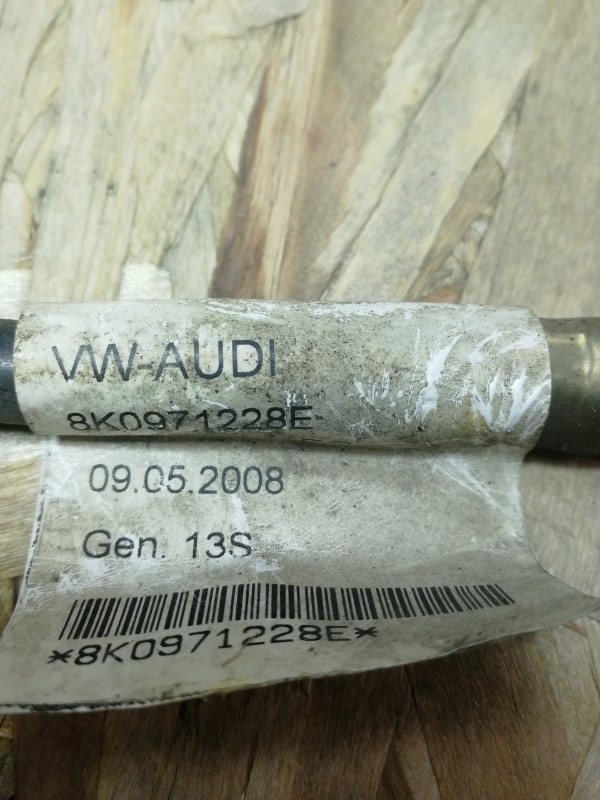 VW-AUDI
8K0971228E
09.05.2008
Gen. 13S
*8K0971228E*